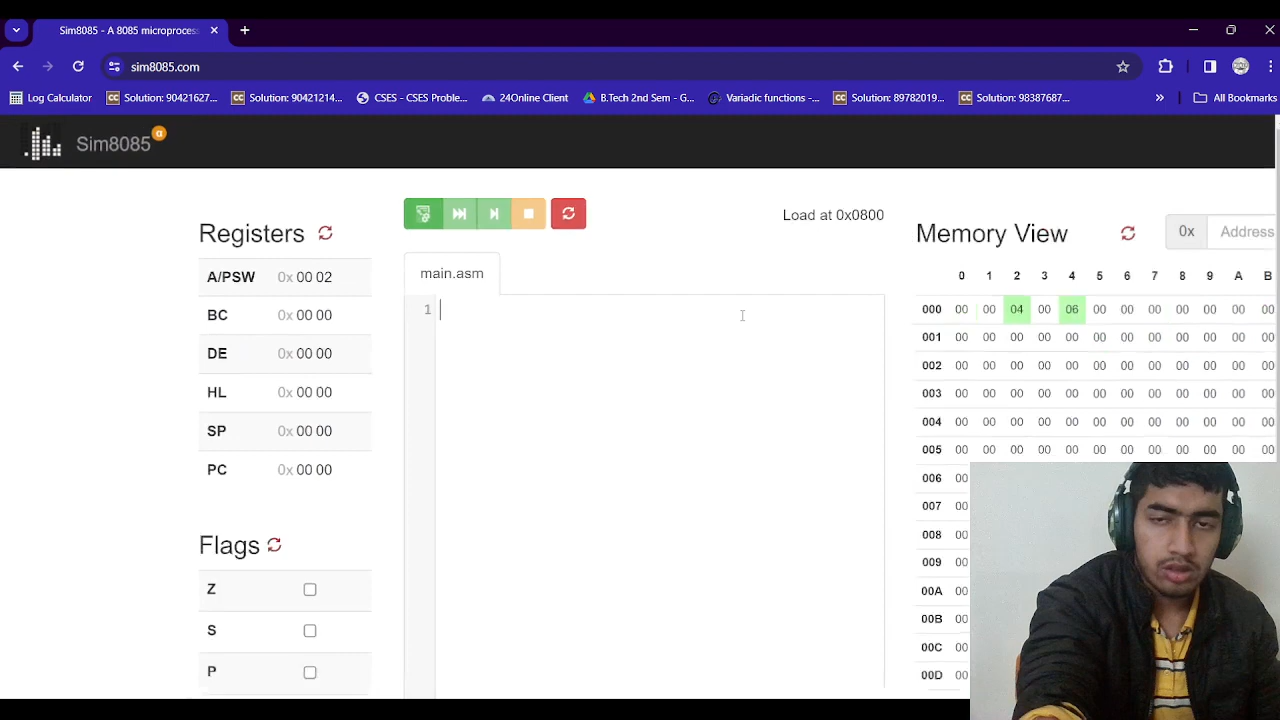 Sim8085 - A 8085 microproces
sim8085.com
Log Calculator
CC Solution: 90421627...
CC Solution: 90421214...
CSES - CSES Proble...
24Online Client
B.Tech 2nd Sem - G...
Variadic functions -...
CC Solution: 89782019...
CC Solution: 98387687...
»
All Bookmarks
Sim8085 α
Load at 0x0800
Registers
A/PSW 0x 00 02
BC 0x 00 00
DE 0x 00 00
HL 0x 00 00
SP 0x 00 00
PC 0x 00 00
Flags
Z
S
P
main.asm
1
Memory View
0x Address
0 1 2 3 4 5 6 7 8 9 A B
000 00 00 04 00 06 00 00 00 00 00 00 00
001 00 00 00 00 00 00 00 00 00 00 00 00
002 00 00 00 00 00 00 00 00 00 00 00 00
003 00 00 00 00 00 00 00 00 00 00 00 00
004 00 00 00 00 00 00 00 00 00 00 00 00
005 00 00 00 00 00 00 00 00 00 00 00 00
006 00
007 00
008 00
009 00
00A 00
00B 00
00C 00
00D 00